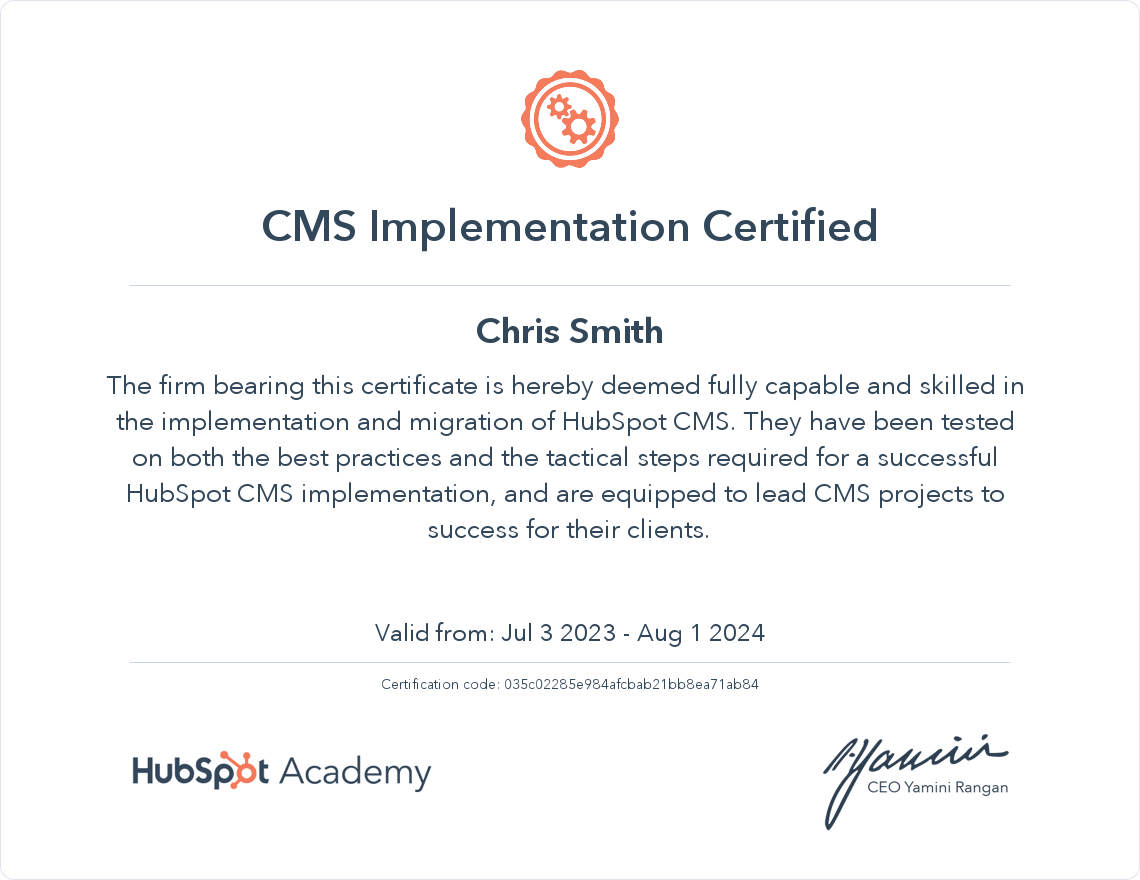 CMS Implementation Certified
Chris Smith
The firm bearing this certificate is hereby deemed fully capable and skilled in
the implementation and migration of HubSpot CMS. They have been tested
on both the best practices and the tactical steps required for a successful
HubSpot CMS implementation, and are equipped to lead CMS projects to
success for their clients.
Valid from: Jul 3 2023 - Aug 1 2024
Certification code: 035c02285e984afcbab21bb8ea71ab84
HubSpot Academy
CEO Yamini Rangan